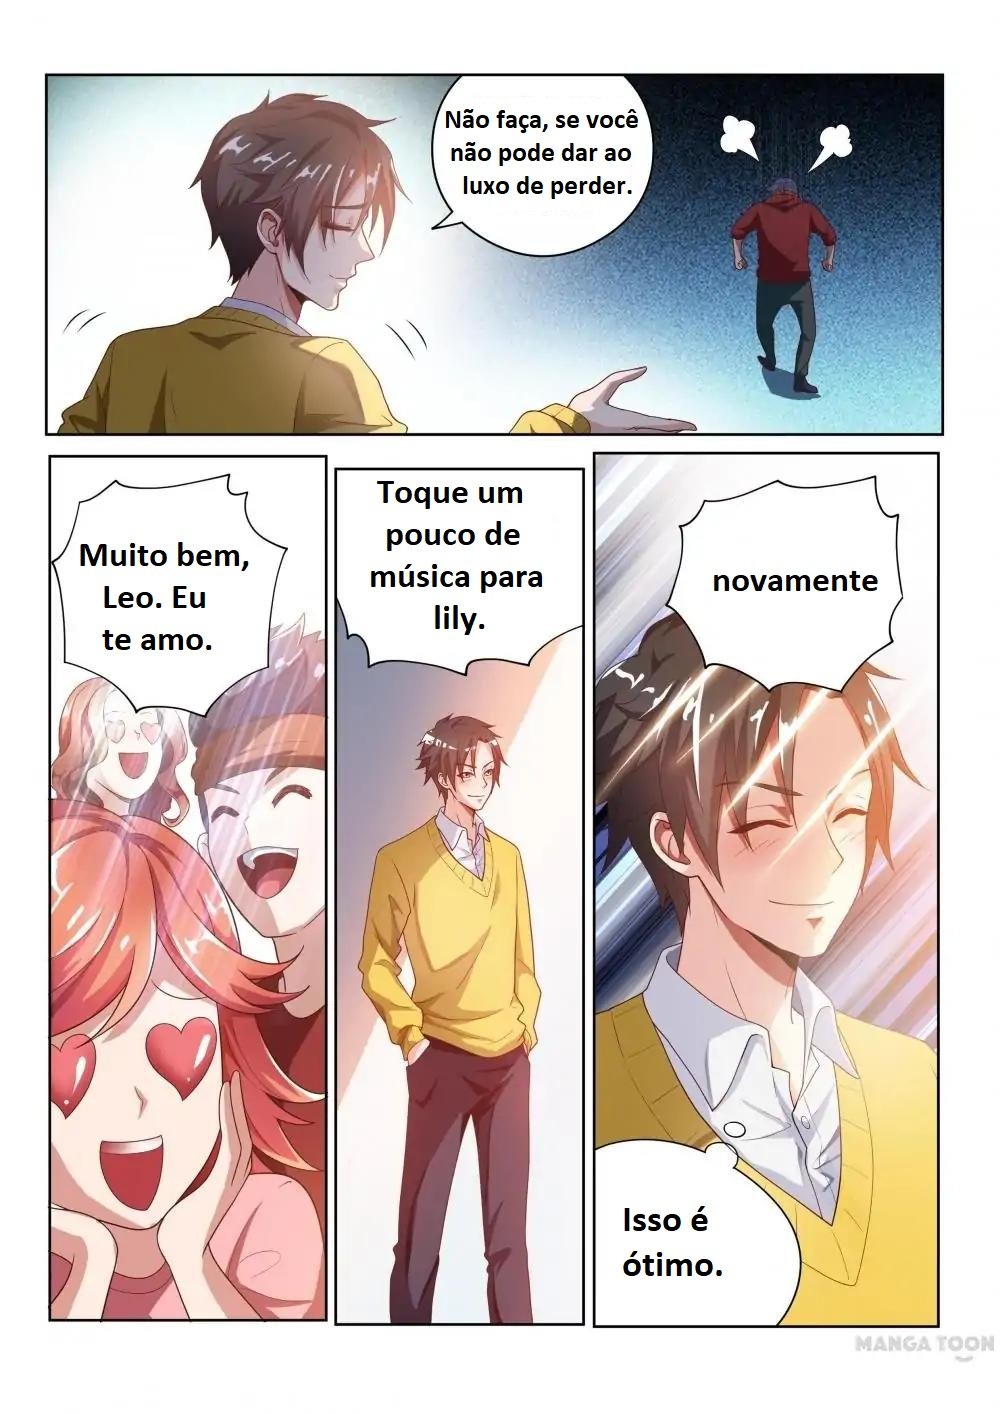 Não faça, se você
não pode dar ao
luxo de perder.
Muito bem,
Leo. Eu
te amo.
Toque um
pouco de
música para
lily.
novamente
Isso é
ótimo.
MANGA TOON